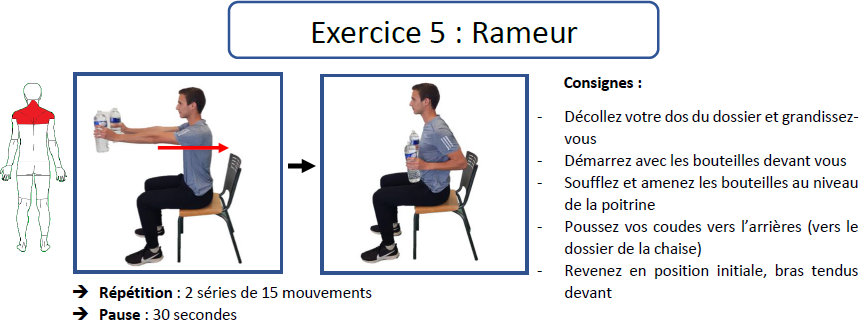 Exercice 5 : Rameur
Consignes :
- Décollez votre dos du dossier et grandissez-
vous
- Démarrez avec les bouteilles devant vous
- Soufflez et amenez les bouteilles au niveau
de la poitrine
- Poussez vos coudes vers l’arrières (vers le
dossier de la chaise)
- Revenez en position initiale, bras tendus
devant
➔ Répétition : 2 séries de 15 mouvements
➔ Pause : 30 secondes